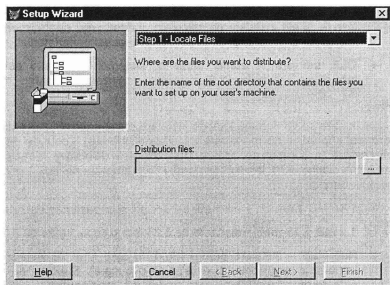 Setup Wizard
Step 1 - Locate Files
Where are the files you want to distribute?
Enter the name of the root directory that contains the files you
want to set up on your user's machine.
Distribution files:
...
Help
Cancel
< Back
Next >
Finish